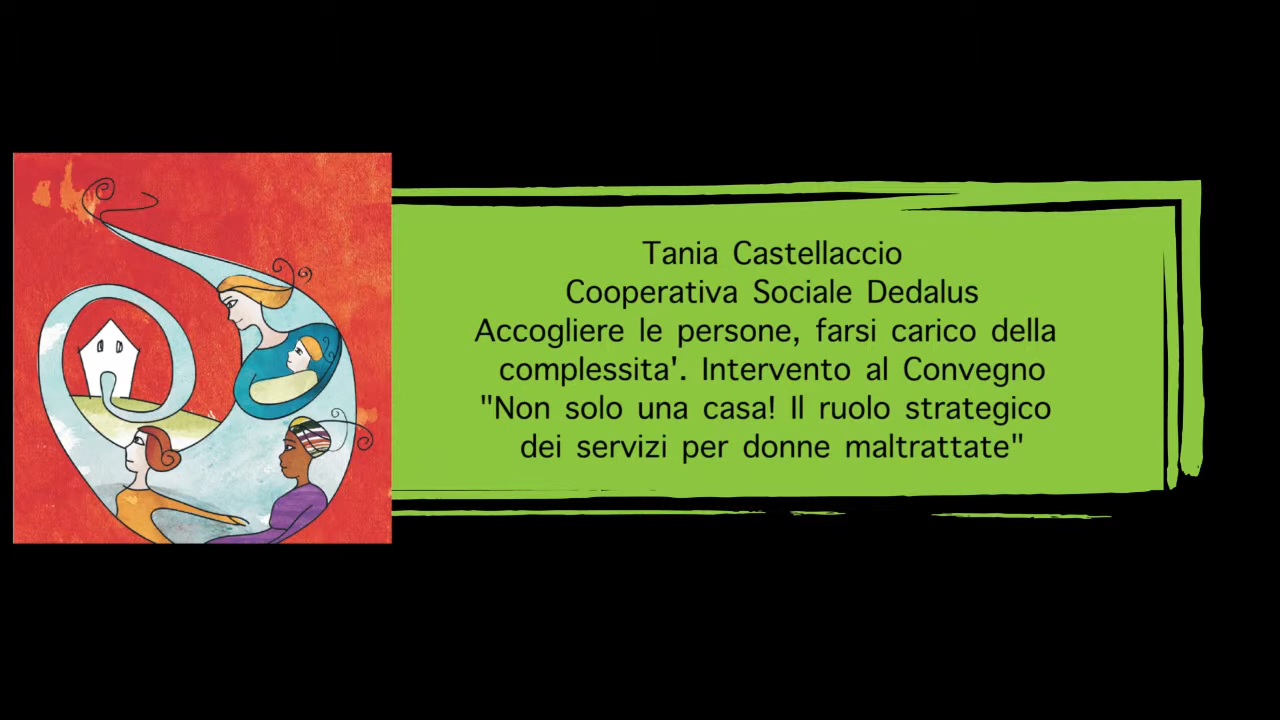 Tania Castellaccio
Cooperativa Sociale Dedalus
Accogliere le persone, farsi carico della
complessita'. Intervento al Convegno
"Non solo una casa! Il ruolo strategico
dei servizi per donne maltrattate"